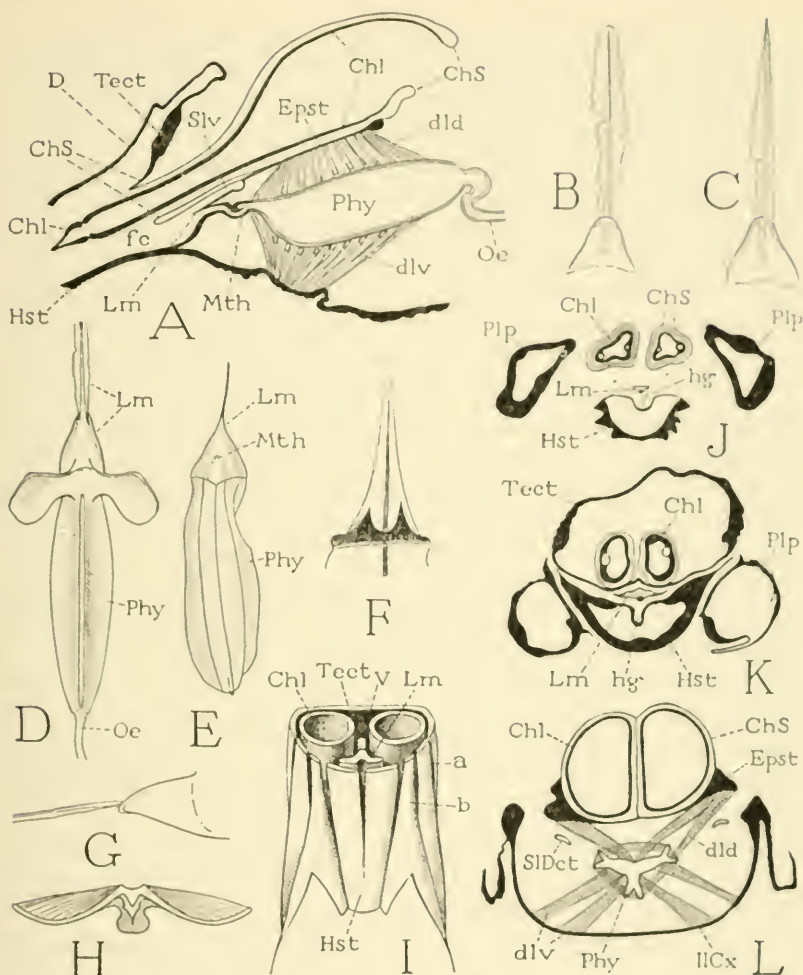 Chl
ChS
D
Tect
Slv
Epst
dld
ChS
Phy
Chl
fc
Oe
dlv
Hst
Lm
Mth
A
B
C
Lm
Phy
Oe
D
Lm
Mth
Phy
E
F
G
H
Chl
Tect
V
Lm
a
b
Hst
I
Plp
Chl
ChS
Plp
Lm
hg
Hst
J
Tect
Chl
Plp
Lm
hg
Hst
K
Chl
ChS
Epst
SlDct
dld
dlv
Phy
IICx
L